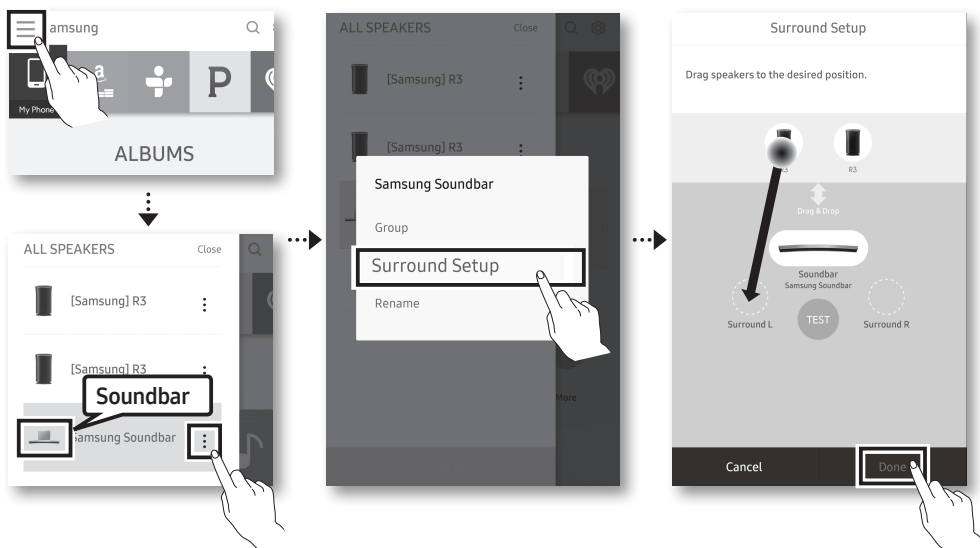 amsung
My Phone
a
P
ALBUMS
ALL SPEAKERS Close
[Samsung] R3
[Samsung] R3
Soundbar
Samsung Soundbar
ALL SPEAKERS Close
[Samsung] R3
[Samsung] R3
Samsung Soundbar
Group
Surround Setup
Rename
More
Surround Setup
Drag speakers to the desired position.
R3 R3
Drag & Drop
Soundbar
Samsung Soundbar
Surround L TEST Surround R
Cancel Done